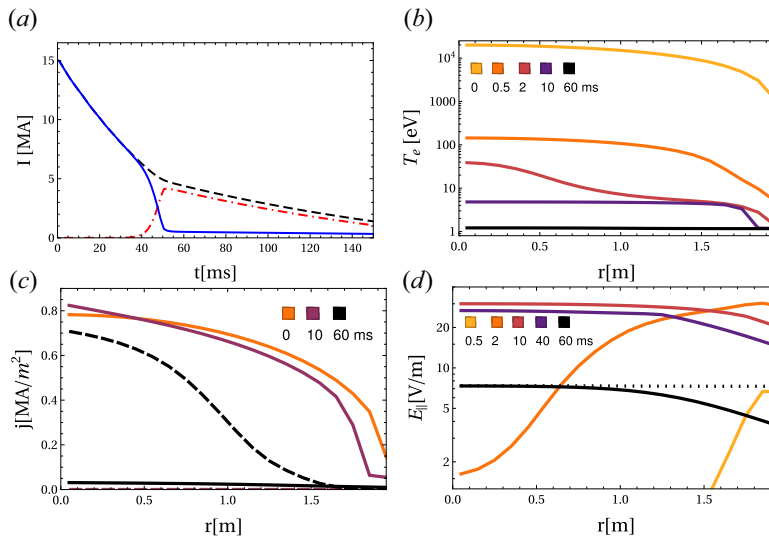 (a)
15
10
5
0
I [MA]
0 20 40 60 80 100 120 140
t[ms]
(b)
10⁴
1000
100
10
1
T_e [eV]
0 0.5 2 10 60 ms
0.0 0.5 1.0 1.5
r[m]
(c)
0.8
0.6
0.4
0.2
0.0
j[MA/m²]
0 10 60 ms
0.0 0.5 1.0 1.5
r[m]
(d)
20
10
5
2
E_∥[V/m]
0.5 2 10 40 60 ms
0.0 0.5 1.0 1.5
r[m]